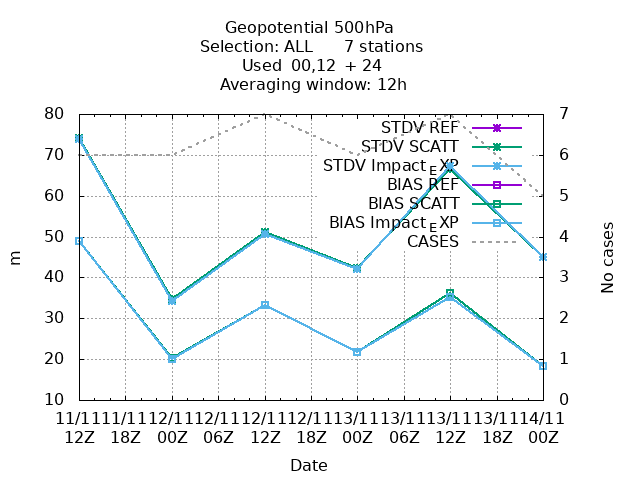 Geopotential 500hPa
Selection: ALL 7 stations
Used 00,12 + 24
Averaging window: 12h
80 7
STDV REF
STDV SCATT
70 6
STDV Impact_EXP
BIAS REF
60 5
BIAS SCATT
BIAS Impact_EXP
50 4
CASES
m
No cases
40 3
30 2
20 1
10 0
11/11 11/11 12/11 12/11 12/11 12/11 13/11 13/11 13/11 13/11 14/11
12Z 18Z 00Z 06Z 12Z 18Z 00Z 06Z 12Z 18Z 00Z
Date